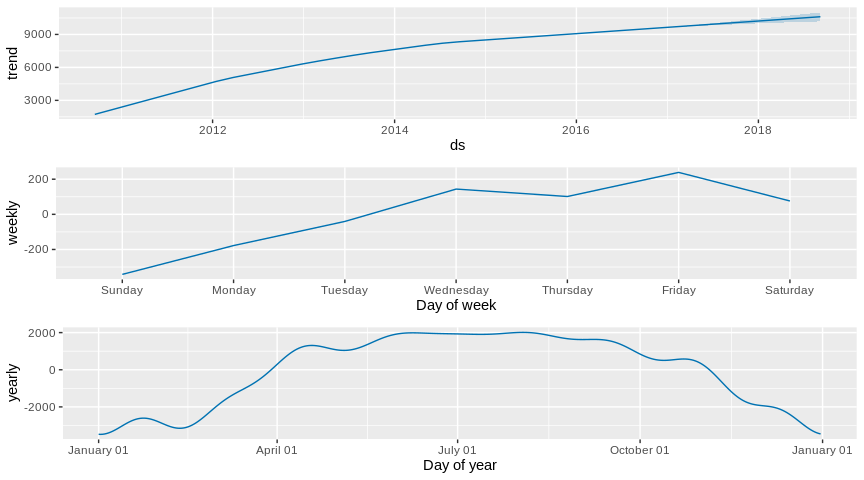 trend
9000
6000
3000
2012 2014 2016 2018
ds
weekly
200
0
-200
Sunday Monday Tuesday Wednesday Thursday Friday Saturday
Day of week
yearly
2000
0
-2000
January 01 April 01 July 01 October 01 January 01
Day of year